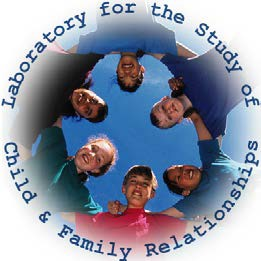 Laboratory for the Study of
Child & Family Relationships